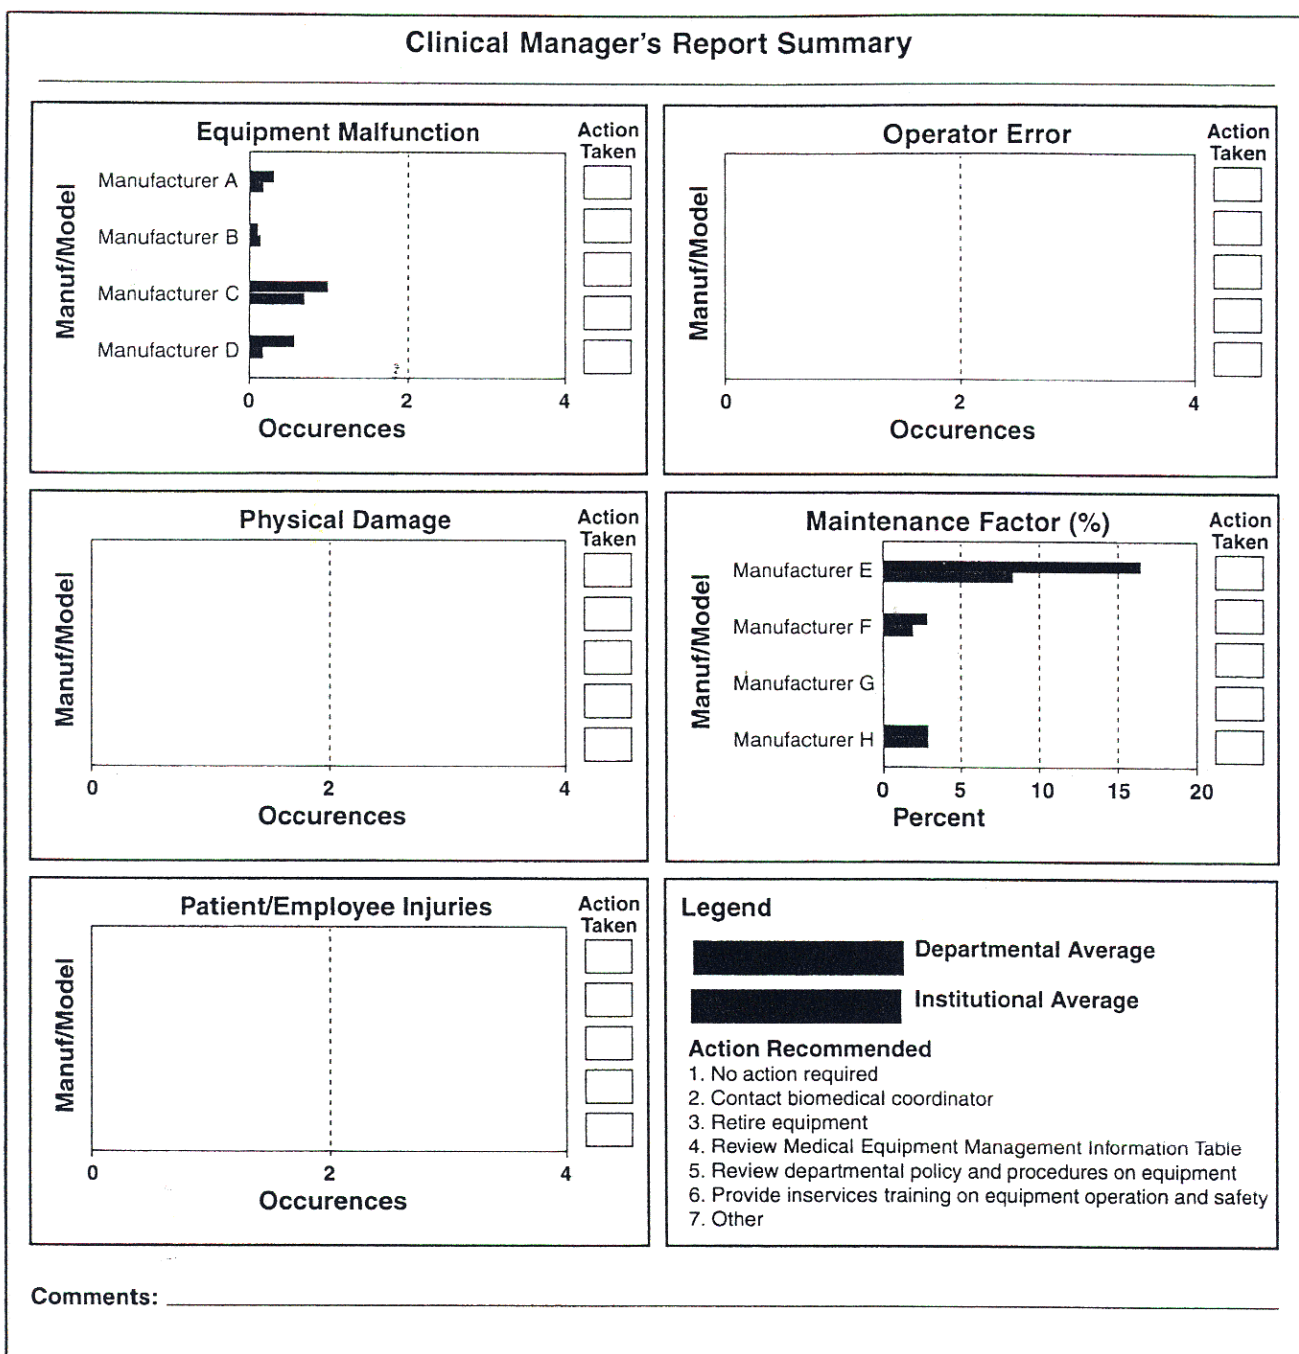 Clinical Manager's Report Summary
Equipment Malfunction
Action
Taken
Manuf/Model
Manufacturer A
Manufacturer B
Manufacturer C
Manufacturer D
0 2 4
Occurences
Operator Error
Action
Taken
Manuf/Model
0 2 4
Occurences
Physical Damage
Action
Taken
Manuf/Model
0 2 4
Occurences
Maintenance Factor (%)
Action
Taken
Manuf/Model
Manufacturer E
Manufacturer F
Manufacturer G
Manufacturer H
0 5 10 15 20
Percent
Patient/Employee Injuries
Action
Taken
Manuf/Model
0 2 4
Occurences
Legend
Departmental Average
Institutional Average
Action Recommended
1. No action required
2. Contact biomedical coordinator
3. Retire equipment
4. Review Medical Equipment Management Information Table
5. Review departmental policy and procedures on equipment
6. Provide inservices training on equipment operation and safety
7. Other
Comments: